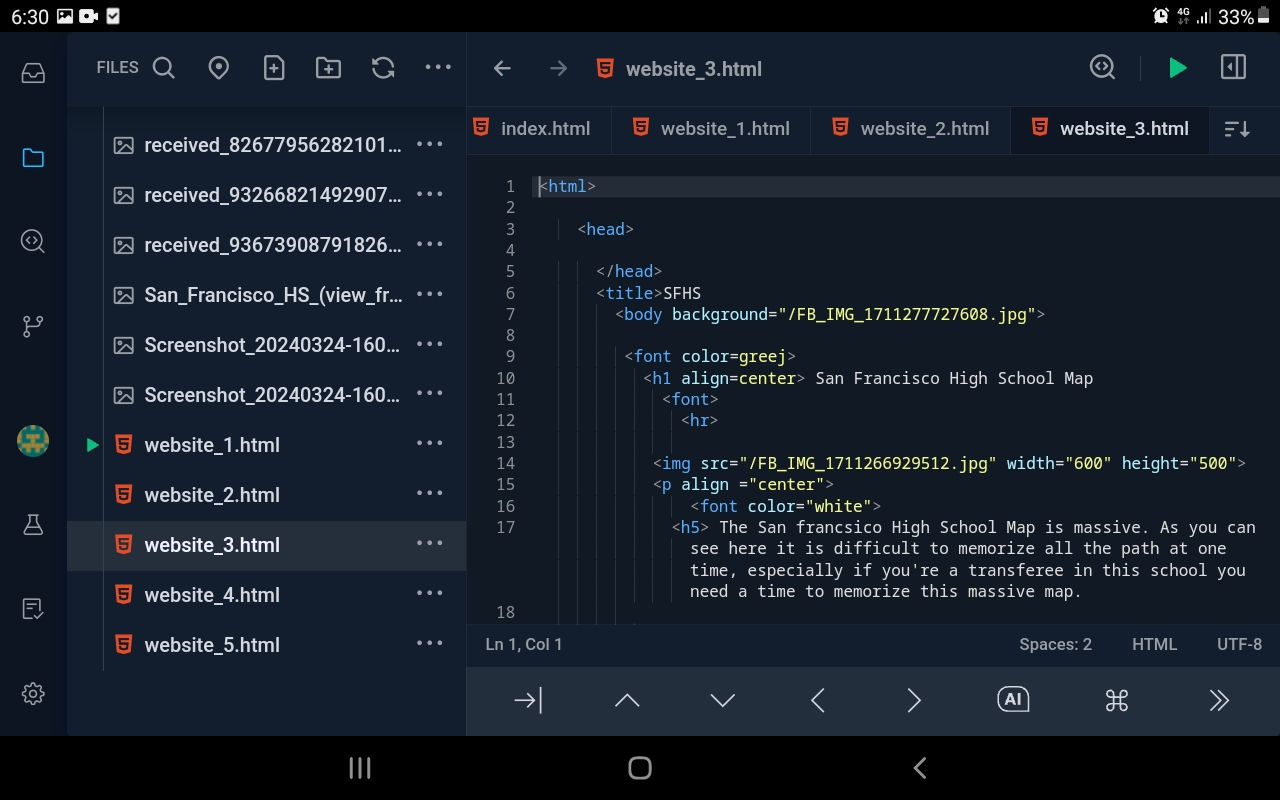 6:30
4G 33%
FILES
website_3.html
index.html website_1.html website_2.html website_3.html
received_82677956282101...
received_93266821492907...
received_93673908791826...
San_Francisco_HS_(view_fr...
Screenshot_20240324-160...
Screenshot_20240324-160...
website_1.html
website_2.html
website_3.html
website_4.html
website_5.html
1 <html>
2
3 <head>
4
5 </head>
6 <title>SFHS
7 <body background="/FB_IMG_1711277727608.jpg">
8
9 <font color=greej>
10 <h1 align=center> San Francisco High School Map
11 <font>
12 <hr>
13
14 <img src="/FB_IMG_1711266929512.jpg" width="600" height="500">
15 <p align ="center">
16 <font color="white">
17 <h5> The San francsico High School Map is massive. As you can
see here it is difficult to memorize all the path at one
time, especially if you're a transferee in this school you
need a time to memorize this massive map.
18
Ln 1, Col 1 Spaces: 2 HTML UTF-8
AI